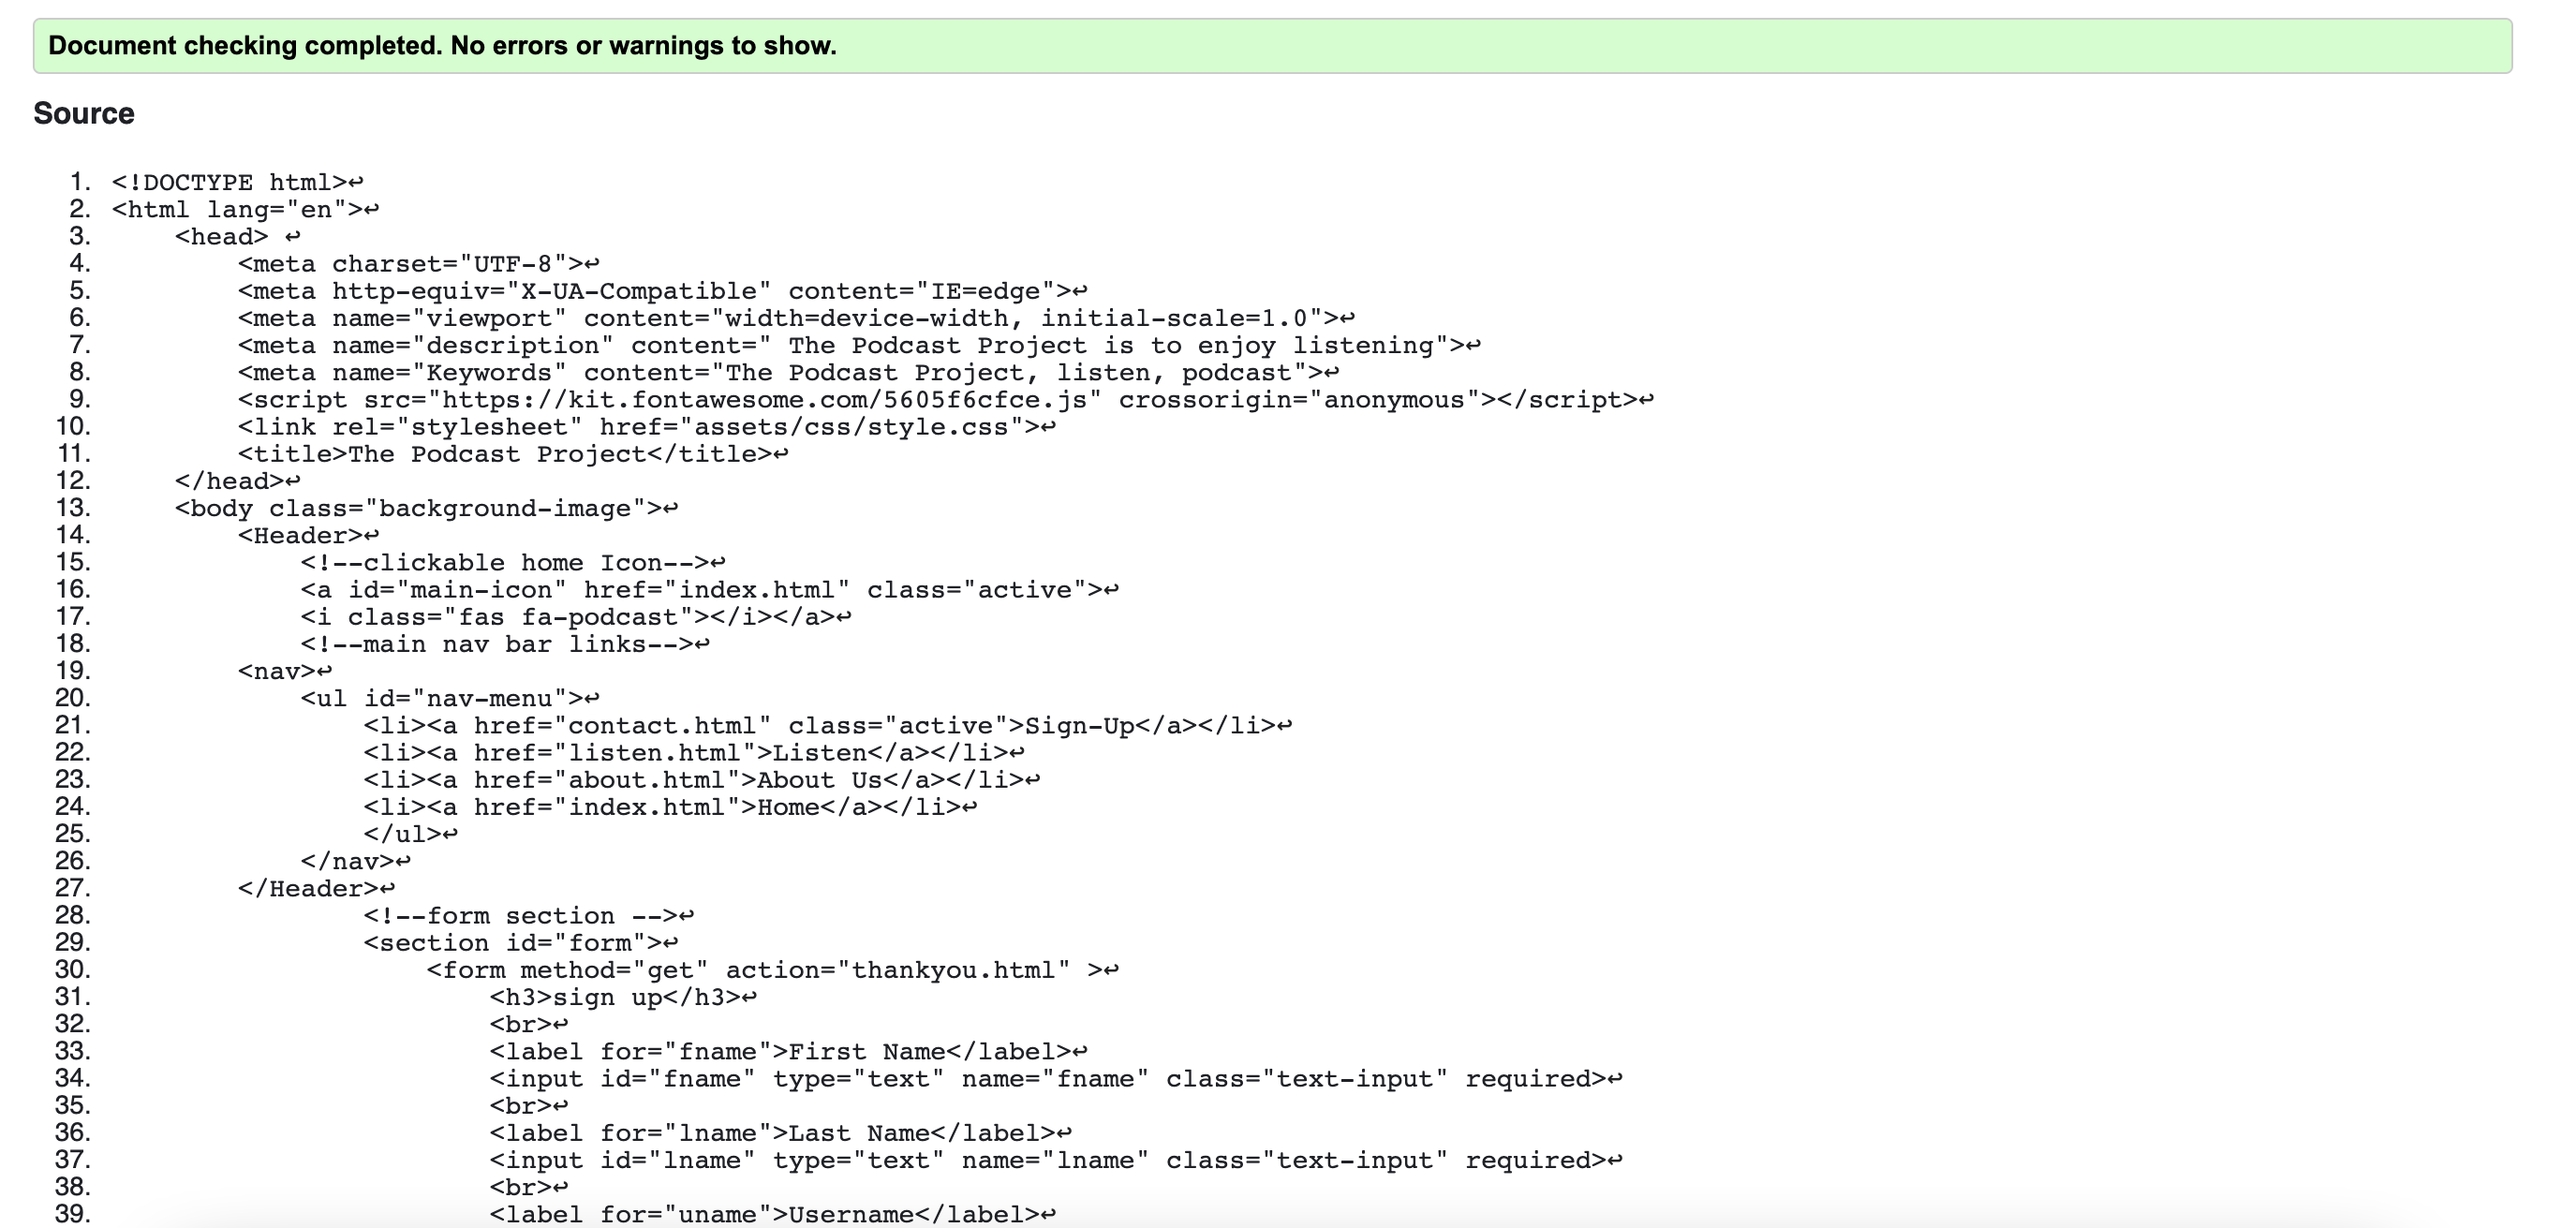 Document checking completed. No errors or warnings to show.
Source
1. <!DOCTYPE html>↩
2. <html lang="en">↩
3. <head> ↩
4. <meta charset="UTF-8">↩
5. <meta http-equiv="X-UA-Compatible" content="IE=edge">↩
6. <meta name="viewport" content="width=device-width, initial-scale=1.0">↩
7. <meta name="description" content=" The Podcast Project is to enjoy listening">↩
8. <meta name="Keywords" content="The Podcast Project, listen, podcast">↩
9. <script src="https://kit.fontawesome.com/5605f6cfce.js" crossorigin="anonymous"></script>↩
10. <link rel="stylesheet" href="assets/css/style.css">↩
11. <title>The Podcast Project</title>↩
12. </head>↩
13. <body class="background-image">↩
14. <Header>↩
15. <!--clickable home Icon-->↩
16. <a id="main-icon" href="index.html" class="active">↩
17. <i class="fas fa-podcast"></i></a>↩
18. <!--main nav bar links-->↩
19. <nav>↩
20. <ul id="nav-menu">↩
21. <li><a href="contact.html" class="active">Sign-Up</a></li>↩
22. <li><a href="listen.html">Listen</a></li>↩
23. <li><a href="about.html">About Us</a></li>↩
24. <li><a href="index.html">Home</a></li>↩
25. </ul>↩
26. </nav>↩
27. </Header>↩
28. <!--form section -->↩
29. <section id="form">↩
30. <form method="get" action="thankyou.html" >↩
31. <h3>sign up</h3>↩
32. <br>↩
33. <label for="fname">First Name</label>↩
34. <input id="fname" type="text" name="fname" class="text-input" required>↩
35. <br>↩
36. <label for="lname">Last Name</label>↩
37. <input id="lname" type="text" name="lname" class="text-input" required>↩
38. <br>↩
39. <label for="uname">Username</label>↩